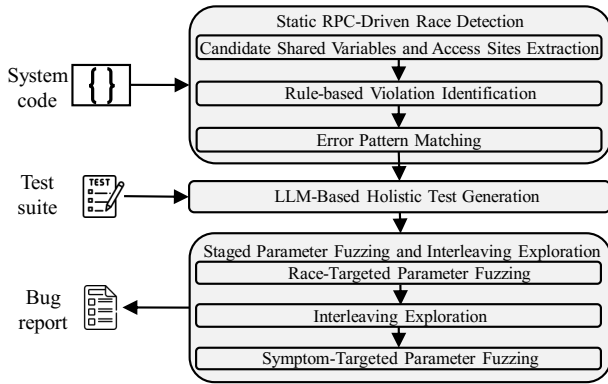 Static RPC-Driven Race Detection
Candidate Shared Variables and Access Sites Extraction
System
code
{ }
Rule-based Violation Identification
Error Pattern Matching
Test
suite
TEST
LLM-Based Holistic Test Generation
Staged Parameter Fuzzing and Interleaving Exploration
Race-Targeted Parameter Fuzzing
Bug
report
Interleaving Exploration
Symptom-Targeted Parameter Fuzzing